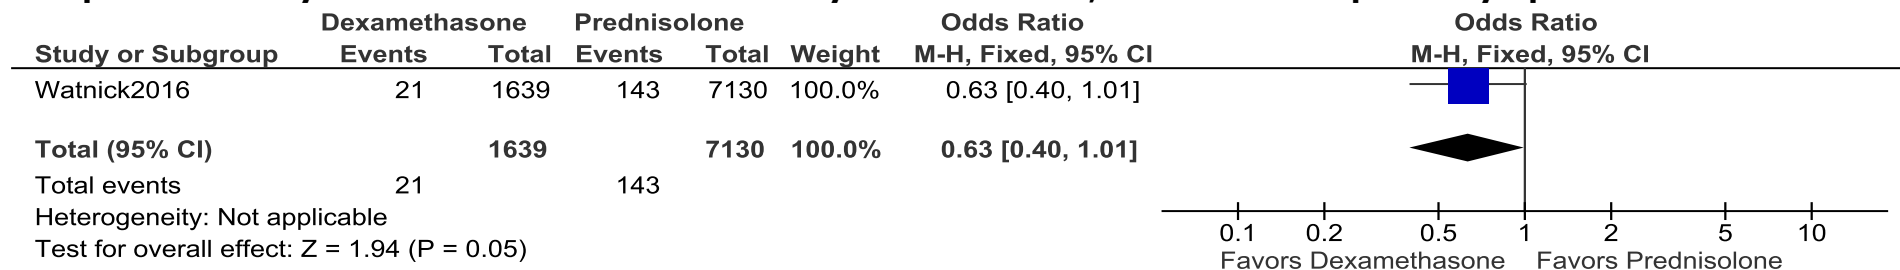 Dexamethasone Prednisolone Odds Ratio Odds Ratio
Study or Subgroup Events Total Events Total Weight M-H, Fixed, 95% CI M-H, Fixed, 95% CI
Watnick2016 21 1639 143 7130 100.0% 0.63 [0.40, 1.01]
Total (95% CI) 1639 7130 100.0% 0.63 [0.40, 1.01]
Total events 21 143
Heterogeneity: Not applicable
Test for overall effect: Z = 1.94 (P = 0.05)
0.1 0.2 0.5 1 2 5 10
Favors Dexamethasone Favors Prednisolone